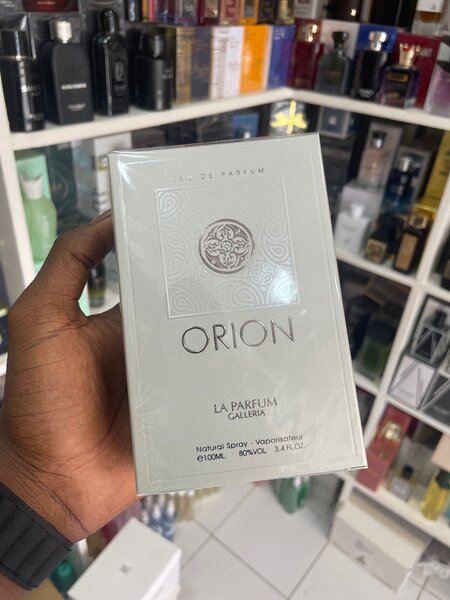 EAU DE PARFUM
ORION
LA PARFUM
GALLERIA
Natural Spray - Vaporisateur
℮100ML 80%VOL 3.4 FL.OZ.